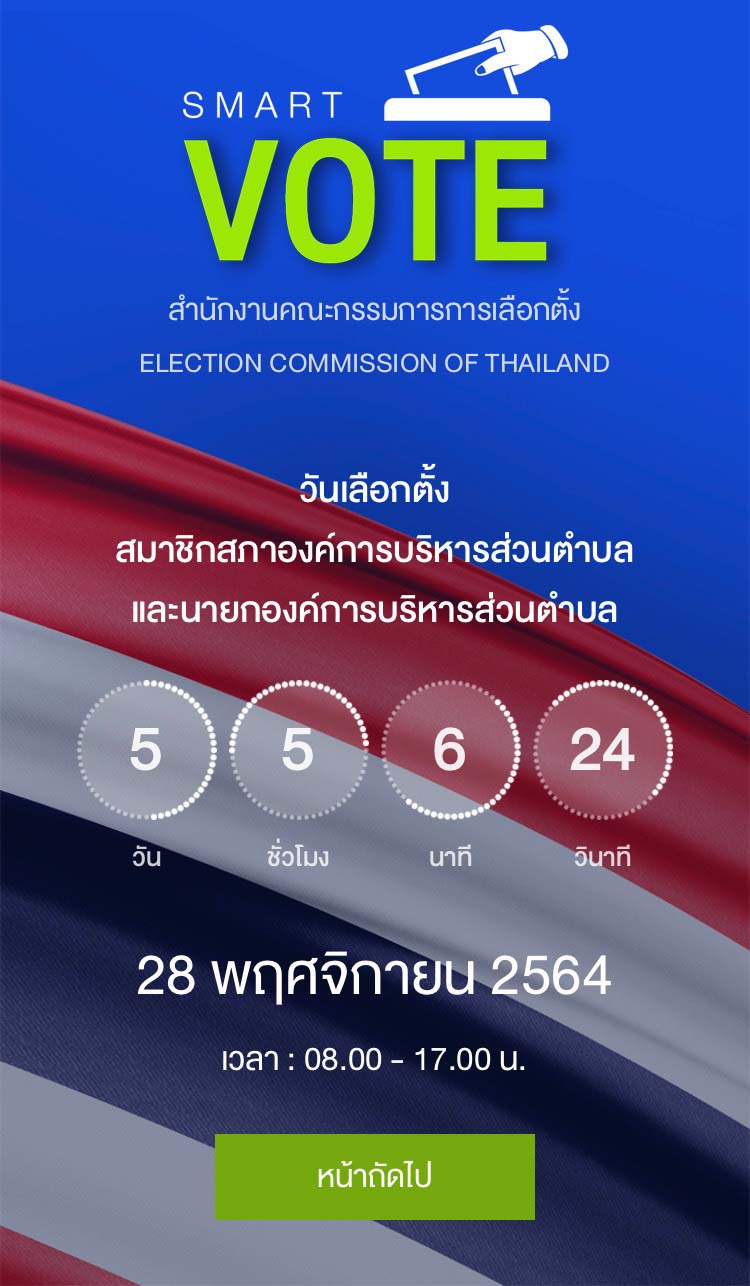 SMART
VOTE
สำนักงานคณะกรรมการการเลือกตั้ง
ELECTION COMMISSION OF THAILAND
วันเลือกตั้ง
สมาชิกสภาองค์การบริหารส่วนตำบล
และนายกองค์การบริหารส่วนตำบล
5 5 6 24
วัน ชั่วโมง นาที วินาที
28 พฤศจิกายน 2564
เวลา : 08.00 - 17.00 น.
หน้าถัดไป